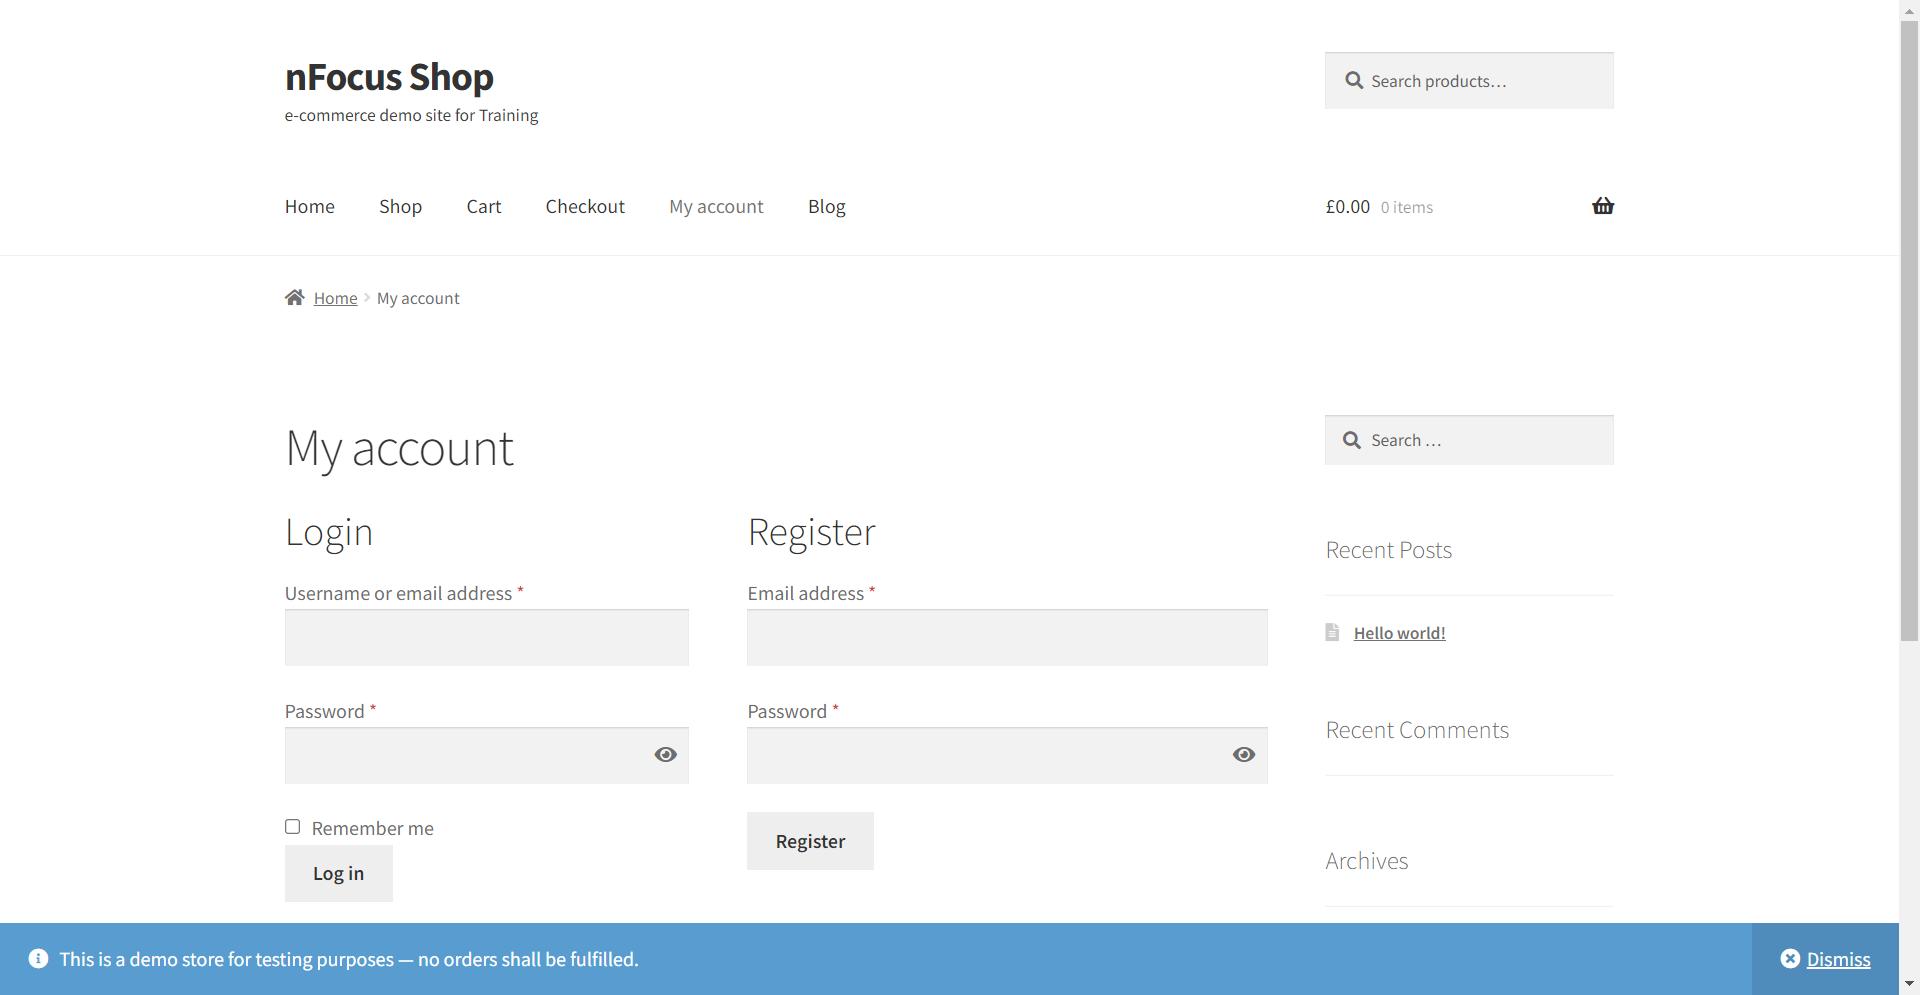 nFocus Shop
e-commerce demo site for Training
Search products…
Home Shop Cart Checkout My account Blog
£0.00 0 items
Home My account
My account
Login
Username or email address *
Password *
Remember me
Log in
Register
Email address *
Password *
Register
Search …
Recent Posts
Hello world!
Recent Comments
Archives
This is a demo store for testing purposes — no orders shall be fulfilled.
Dismiss